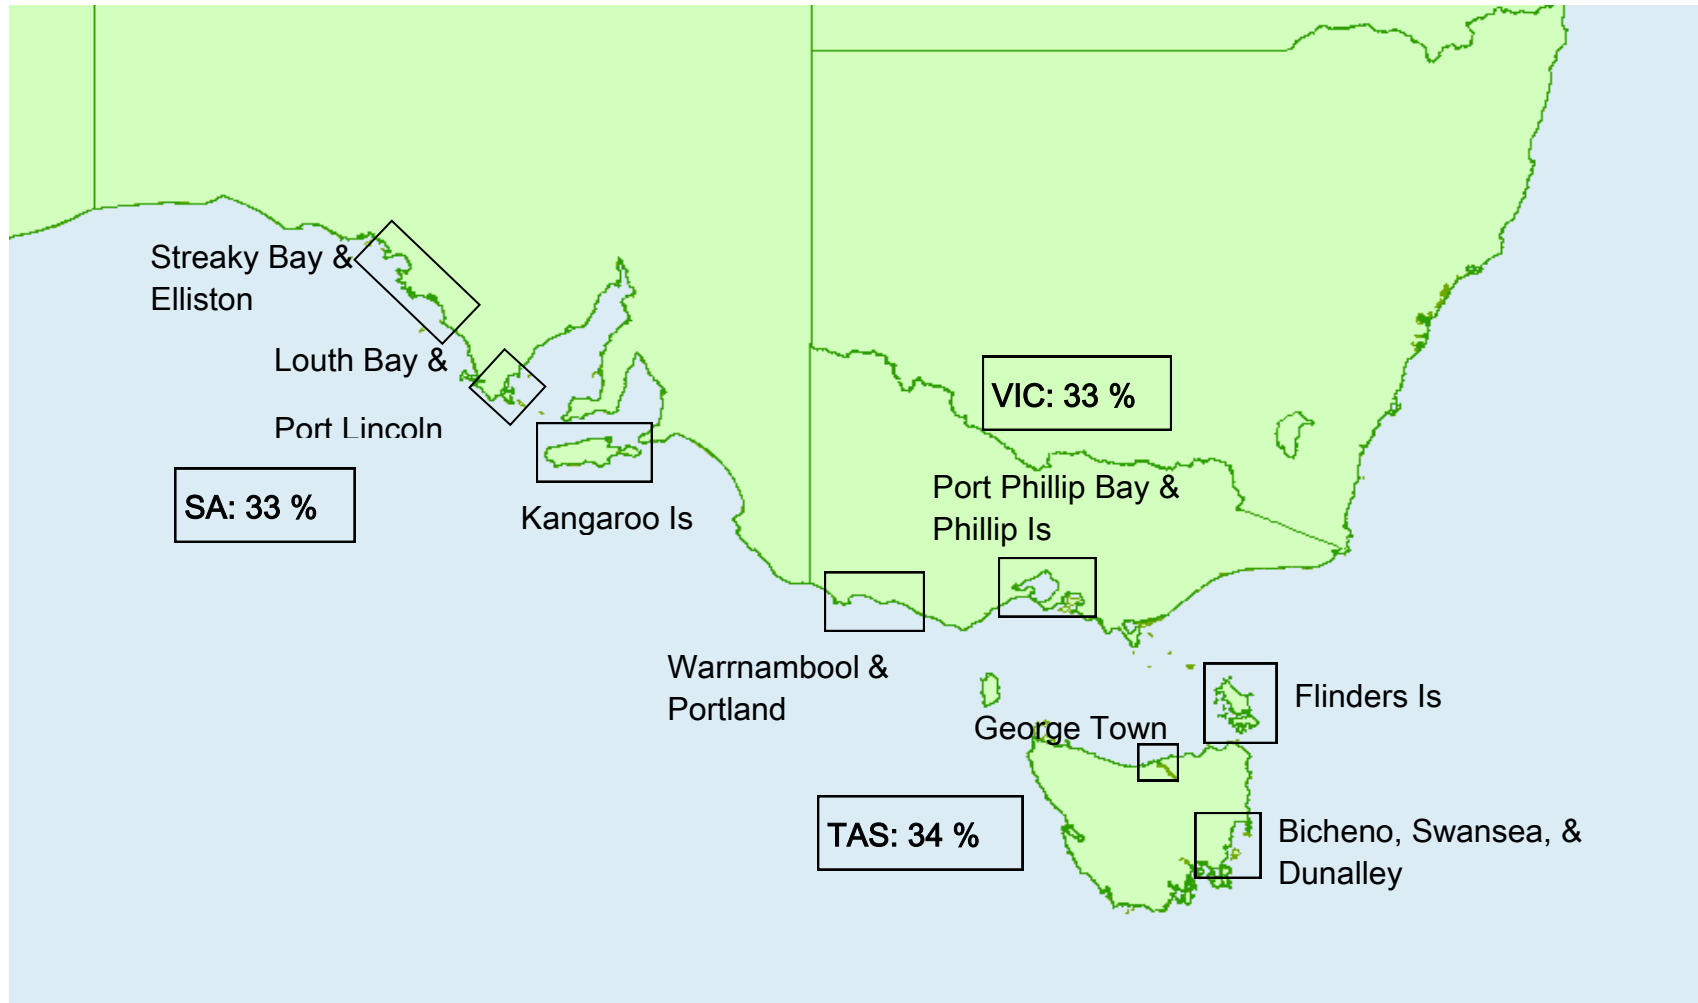 Streaky Bay &
Elliston
Louth Bay &
Port Lincoln
SA: 33 %
Kangaroo Is
VIC: 33 %
Port Phillip Bay &
Phillip Is
Warrnambool &
Portland
George Town
Flinders Is
TAS: 34 %
Bicheno, Swansea, &
Dunalley